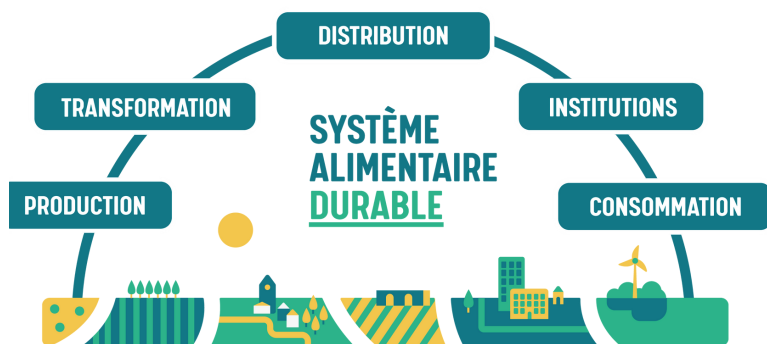 DISTRIBUTION
TRANSFORMATION
INSTITUTIONS
SYSTÈME
ALIMENTAIRE
DURABLE
PRODUCTION
CONSOMMATION